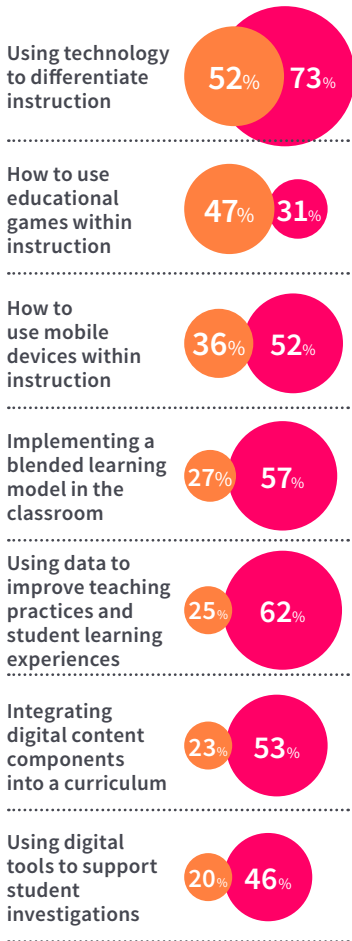 Using technology
to differentiate
instruction
52% 73%
How to use
educational
games within
instruction
47% 31%
How to
use mobile
devices within
instruction
36% 52%
Implementing a
blended learning
model in the
classroom
27% 57%
Using data to
improve teaching
practices and
student learning
experiences
25% 62%
Integrating
digital content
components
into a curriculum
23% 53%
Using digital
tools to support
student
investigations
20% 46%